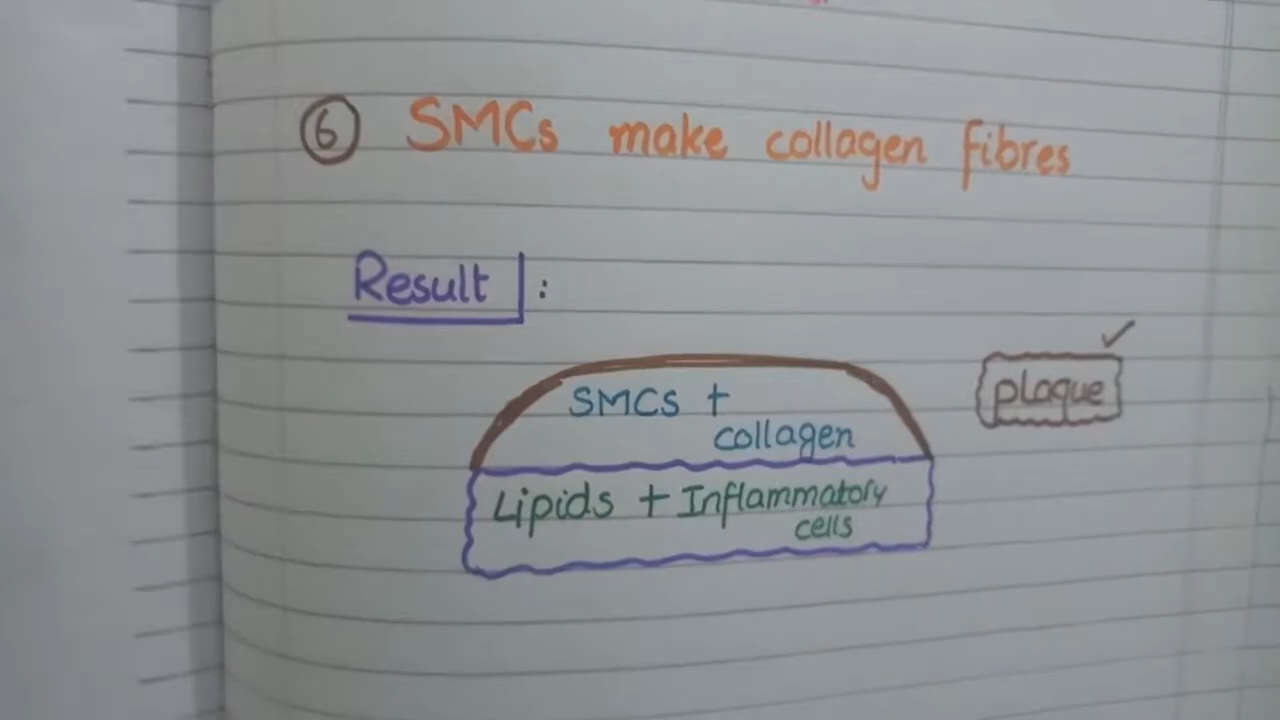 6 SMCs make collagen fibres
Result :
plaque
SMCs +
collagen
Lipids + Inflammatory
cells